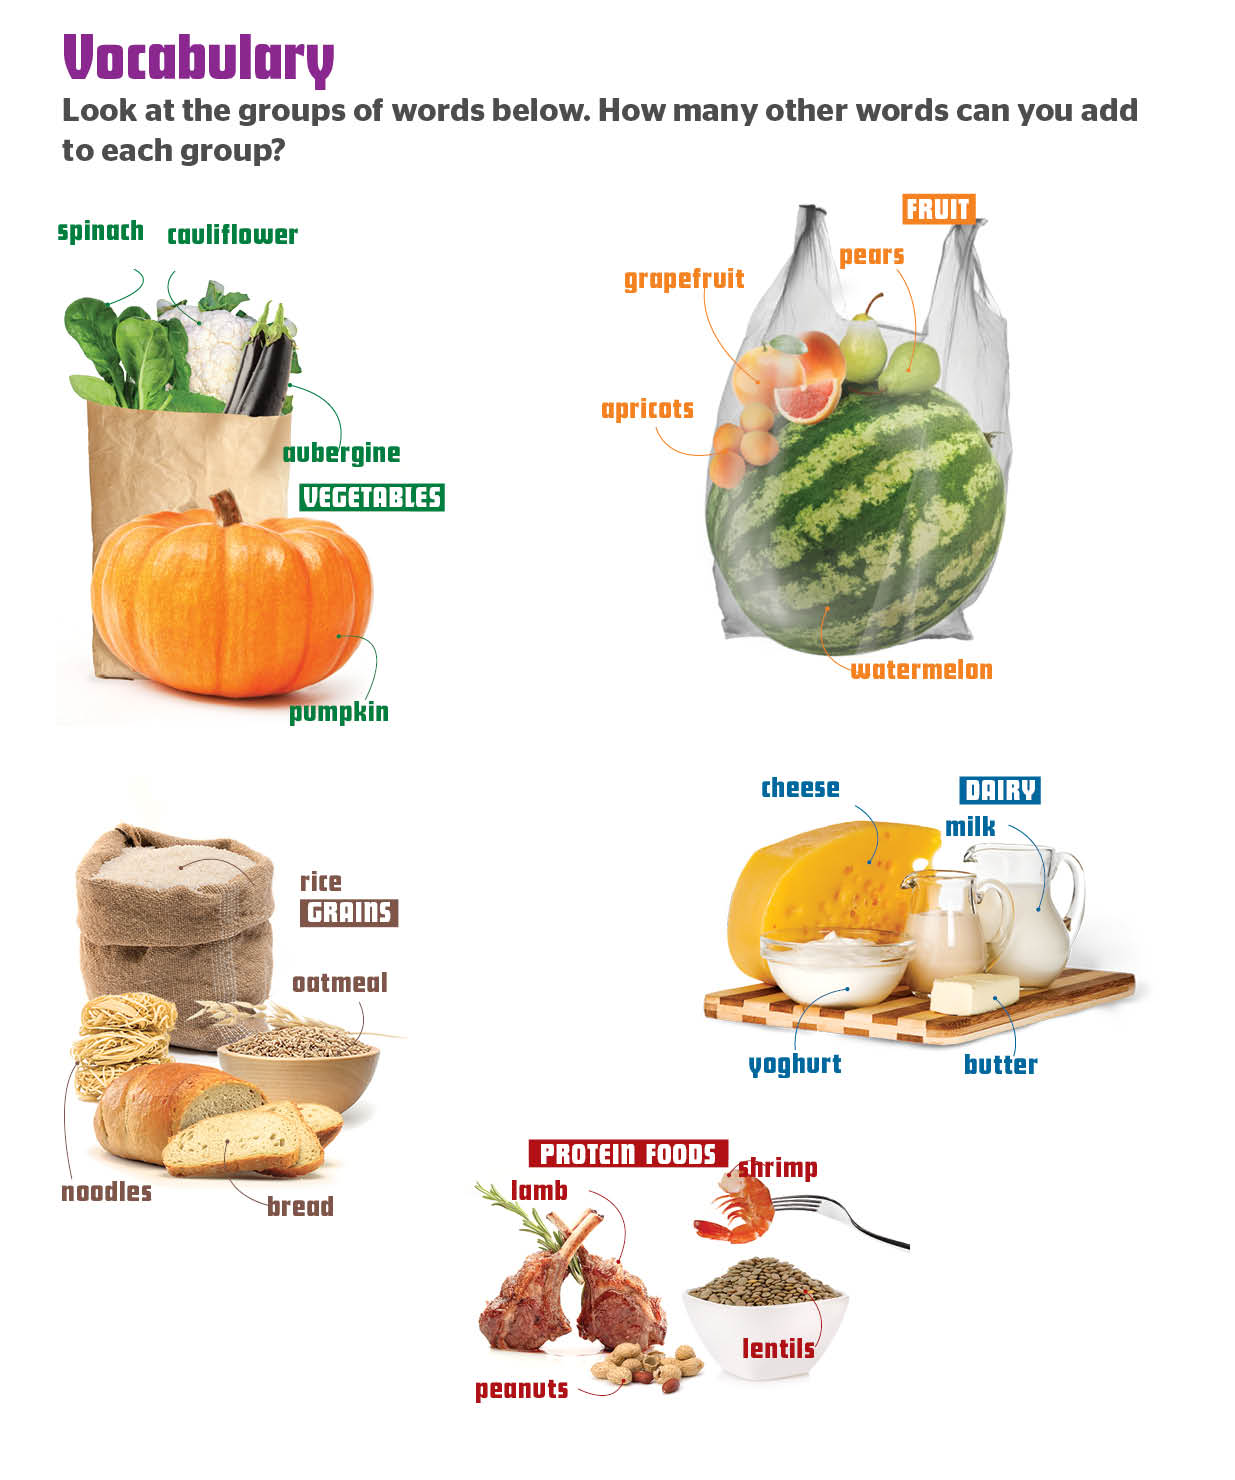 Vocabulary
Look at the groups of words below. How many other words can you add
to each group?
spinach
cauliflower
aubergine
VEGETABLES
pumpkin
FRUIT
pears
grapefruit
apricots
watermelon
rice
GRAINS
oatmeal
noodles
bread
cheese
DAIRY
milk
yoghurt
butter
PROTEIN FOODS
shrimp
lamb
lentils
peanuts